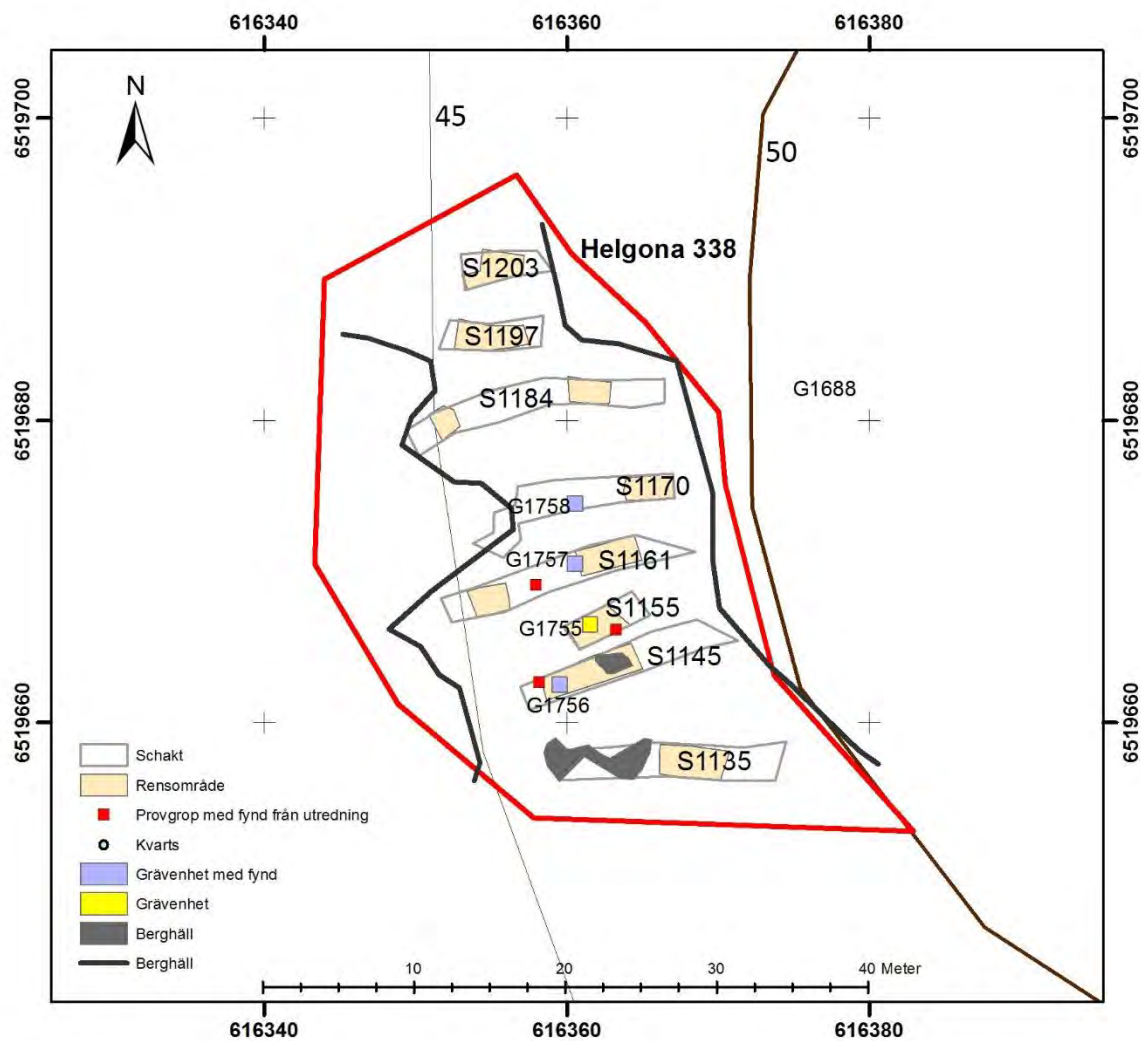 616340 616360 616380
N
6519700
6519700
45
50
Helgona 338
S1203
S1197
G1688
6519680
6519680
S1184
S1170
G1758
G1757
S1161
S1155
G1755
S1145
G1756
6519660
6519660
S1135
Schakt
Rensområde
Provgrop med fynd från utredning
Kvarts
Grävenhet med fynd
Grävenhet
Berghäll
Berghäll
10 20 30 40 Meter
616340 616360 616380